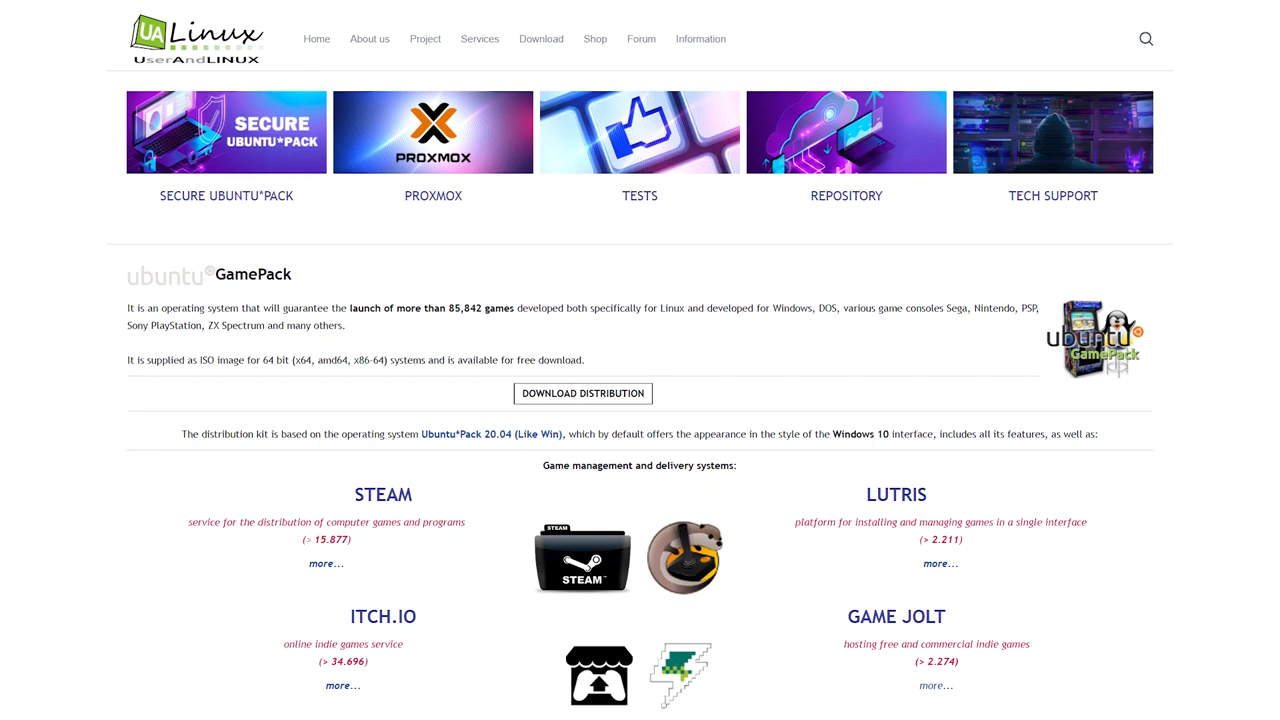 UA Linux
UserAndLINUX
Home
About us
Project
Services
Download
Shop
Forum
Information
SECURE
UBUNTU*PACK
PROXMOX
SECURE UBUNTU*PACK
PROXMOX
TESTS
REPOSITORY
TECH SUPPORT
ubuntu©GamePack
It is an operating system that will guarantee the launch of more than 85,842 games developed both specifically for Linux and developed for Windows, DOS, various game consoles Sega, Nintendo, PSP,
Sony PlayStation, ZX Spectrum and many others.
ubuntu
GamePack
It is supplied as ISO image for 64 bit (x64, amd64, x86-64) systems and is available for free download.
DOWNLOAD DISTRIBUTION
The distribution kit is based on the operating system Ubuntu*Pack 20.04 (Like Win), which by default offers the appearance in the style of the Windows 10 interface, includes all its features, as well as:
Game management and delivery systems:
STEAM
service for the distribution of computer games and programs
(> 15.877)
more...
STEAM
STEAM™
LUTRIS
platform for installing and managing games in a single interface
(> 2.211)
more...
ITCH.IO
online indie games service
(> 34.696)
more...
GAME JOLT
hosting free and commercial indie games
(> 2.274)
more...